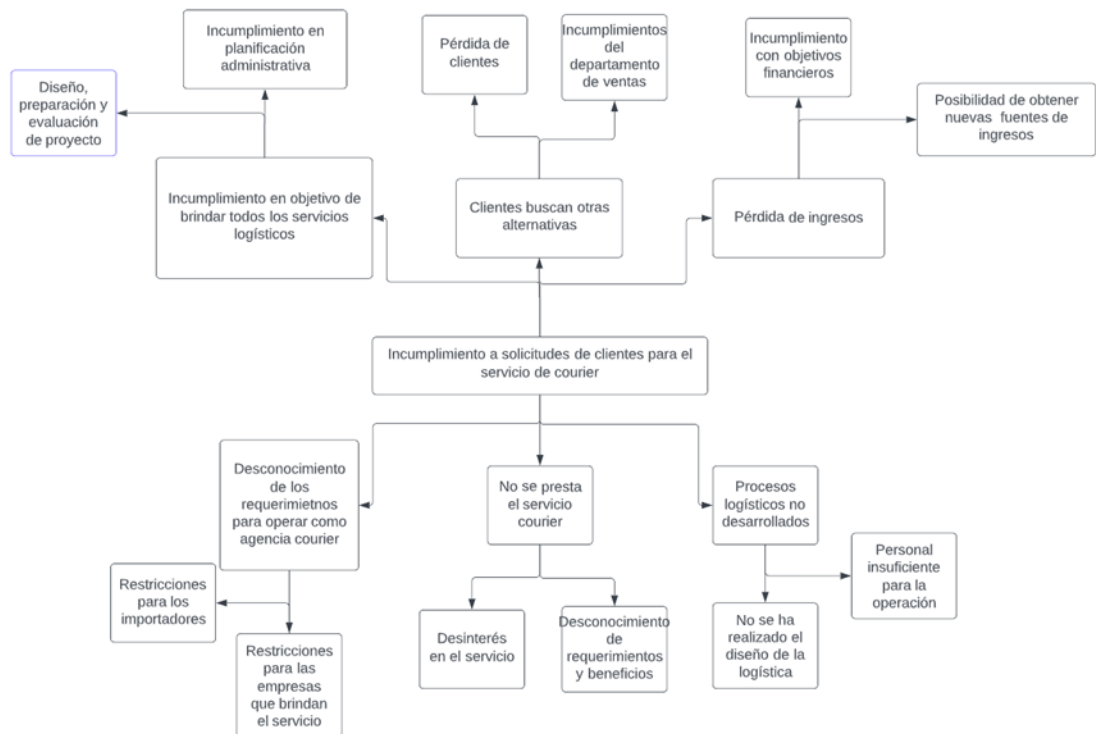 Incumplimiento en
planificación
administrativa
Pérdida de
clientes
Incumplimientos
del
departamento
de ventas
Incumplimiento
con objetivos
financieros
Diseño,
preparación y
evaluación
de proyecto
Posibilidad de obtener
nuevas fuentes de
ingresos
Incumplimiento en objetivo de
brindar todos los servicios
logísticos
Clientes buscan otras
alternativas
Pérdida de ingresos
Incumplimiento a solicitudes de clientes para el
servicio de courier
Desconocimiento
de los
requerimietnos
para operar como
agencia courier
No se presta
el servicio
courier
Procesos
logísticos no
desarrollados
Restricciones
para los
importadores
Personal
insuficiente
para la
operación
Restricciones
para las
empresas
que brindan
el servicio
Desinterés
en el servicio
Desconocimiento
de
requerimientos
y beneficios
No se ha
realizado el
diseño de la
logística